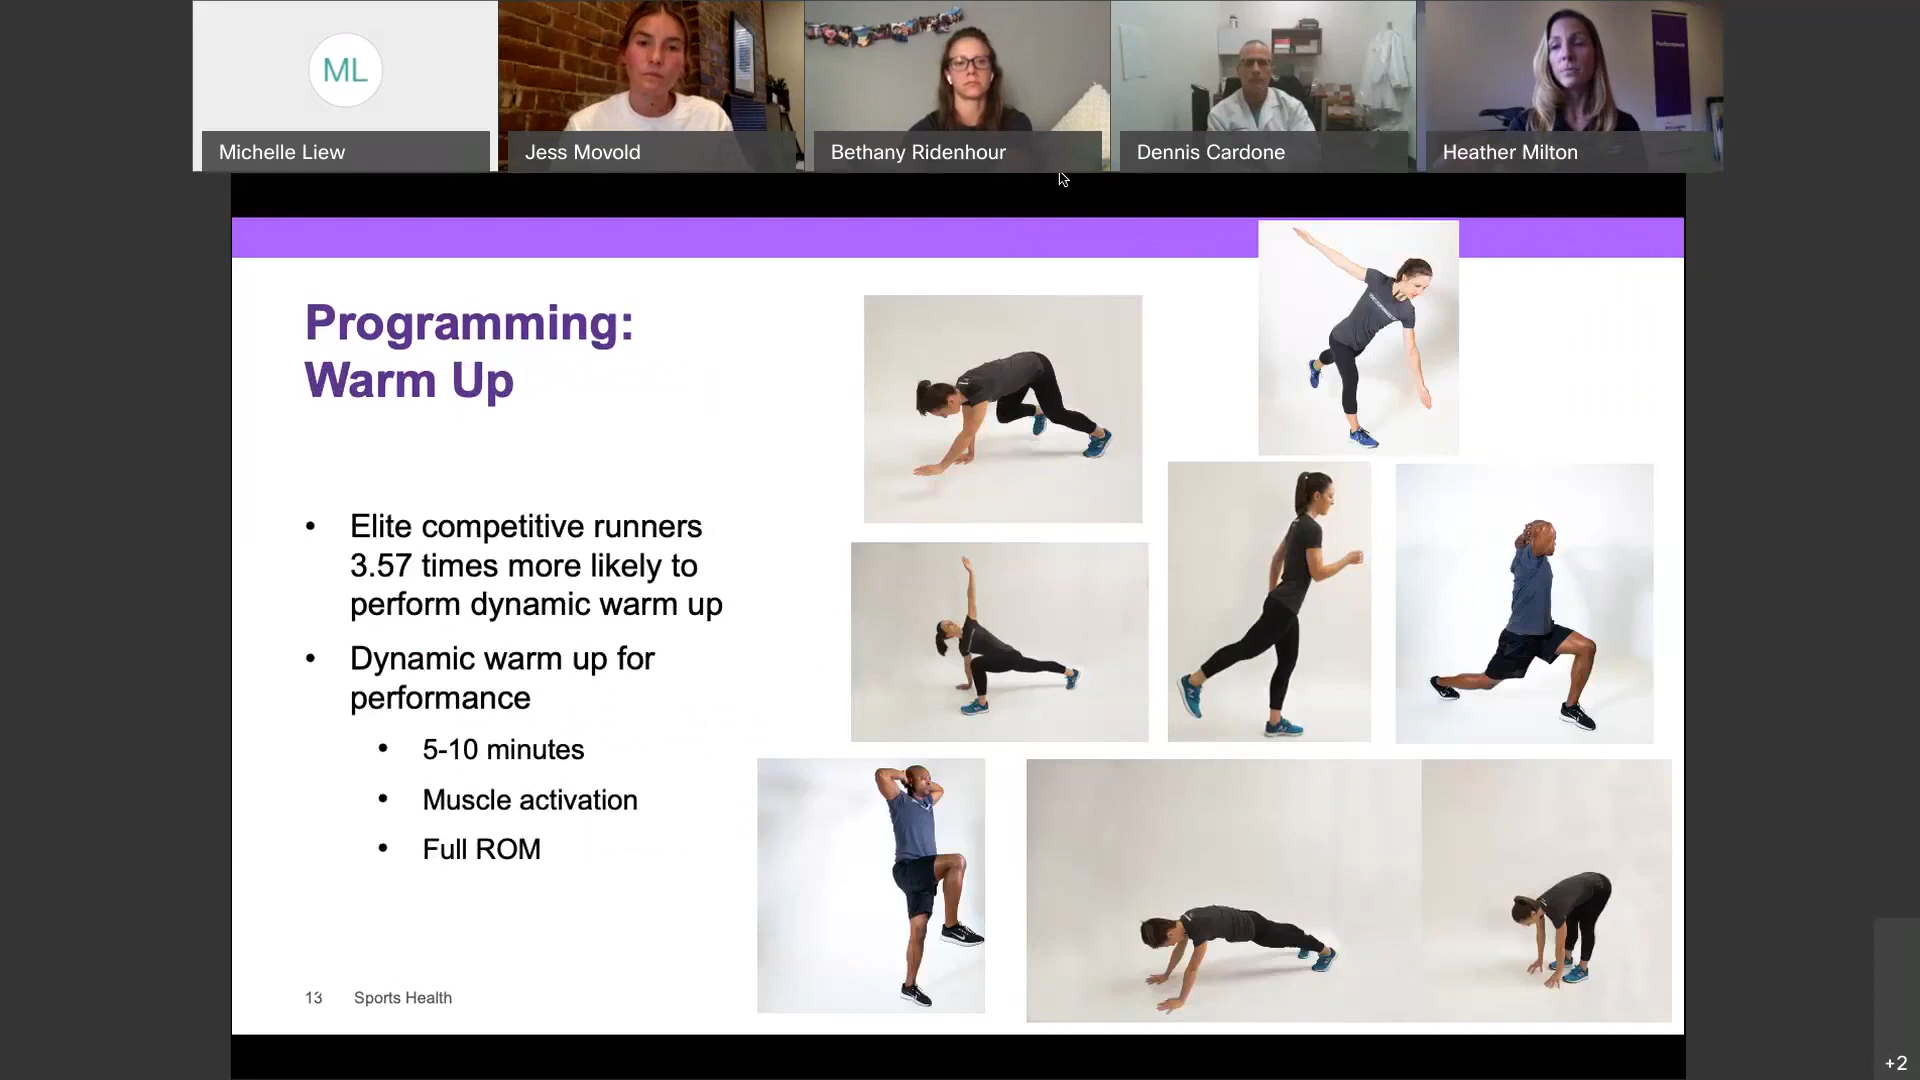 ML
Michelle Liew
Jess Movold
Bethany Ridenhour
Dennis Cardone
Heather Milton
Performance
Programming:
Warm Up
• Elite competitive runners
3.57 times more likely to
perform dynamic warm up
• Dynamic warm up for
performance
• 5-10 minutes
• Muscle activation
• Full ROM
13 Sports Health
+2